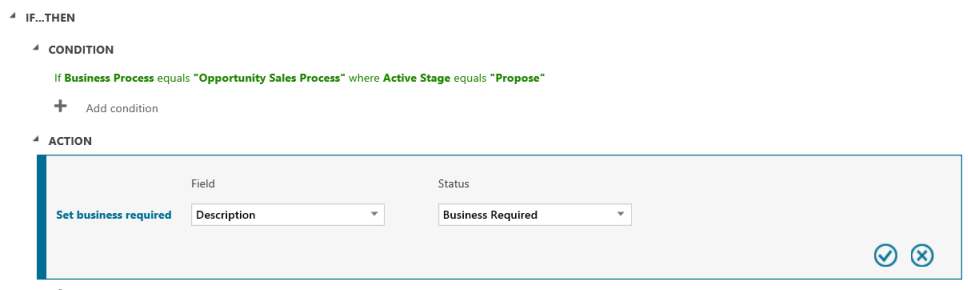 IF...THEN
CONDITION
If Business Process equals "Opportunity Sales Process" where Active Stage equals "Propose"
Add condition
ACTION
Field Status
Set business required Description Business Required